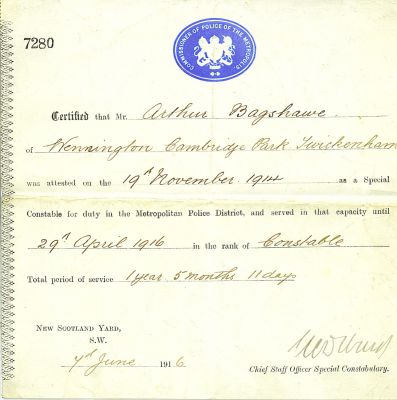 7280
COMMISSIONER OF POLICE OF THE METROPOLIS
Certified that Mr. Arthur Bagshawe
of Hennington Cambridge Park Twickenham
was attested on the 19th November 1914 as a Special
Constable for duty in the Metropolitan Police District, and served in that capacity until
29th April 1916 in the rank of Constable
Total period of service 1 year 5 months 11 days
NEW SCOTLAND YARD,
S.W.
7th June 1916
Chief Staff Officer Special Constabulary.